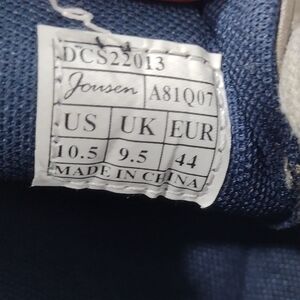 DCS22013
Jousen A81Q07
US UK EUR
10.5 9.5 44
MADE IN CHINA